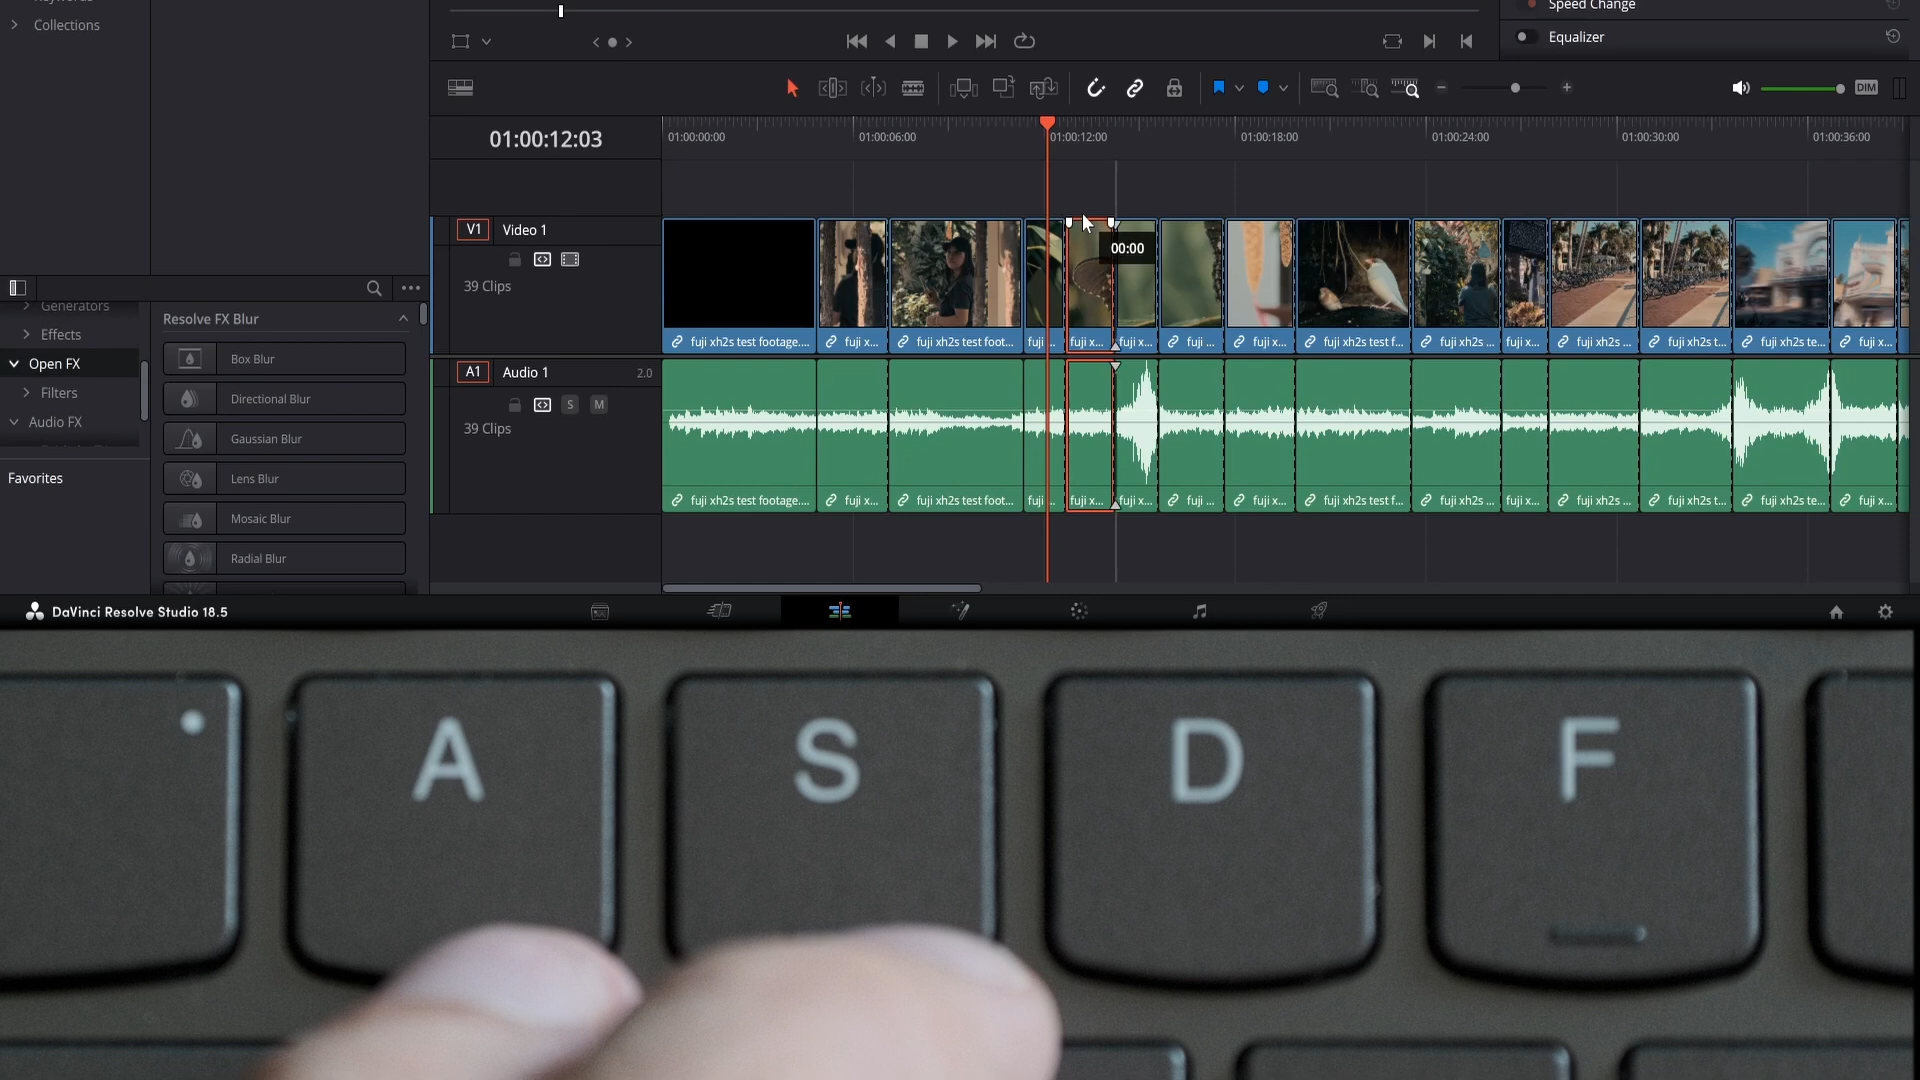 Collections
Speed Change
Equalizer
DIM
01:00:12:03
01:00:00:00
01:00:06:00
01:00:12:00
01:00:18:00
01:00:24:00
01:00:30:00
01:00:36:00
V1
Video 1
39 Clips
00:00
fuji xh2s test footage....
fuji x...
fuji xh2s test foot...
fuji...
fuji x...
fuji x...
fuji ...
fuji x...
fuji xh2s test f...
fuji xh2s ...
fuji x...
fuji xh2s t...
fuji xh2s t...
fuji xh2s te...
fuji x...
A1
Audio 1
2.0
S
M
39 Clips
fuji xh2s test footage....
fuji x...
fuji xh2s test foot...
fuji...
fuji x...
fuji x...
fuji ...
fuji x...
fuji xh2s test f...
fuji xh2s ...
fuji x...
fuji xh2s t...
fuji xh2s t...
fuji xh2s te...
fuji x...
Generators
Effects
Open FX
Filters
Audio FX
Favorites
Resolve FX Blur
Box Blur
Directional Blur
Gaussian Blur
Lens Blur
Mosaic Blur
Radial Blur
DaVinci Resolve Studio 18.5
A
S
D
F